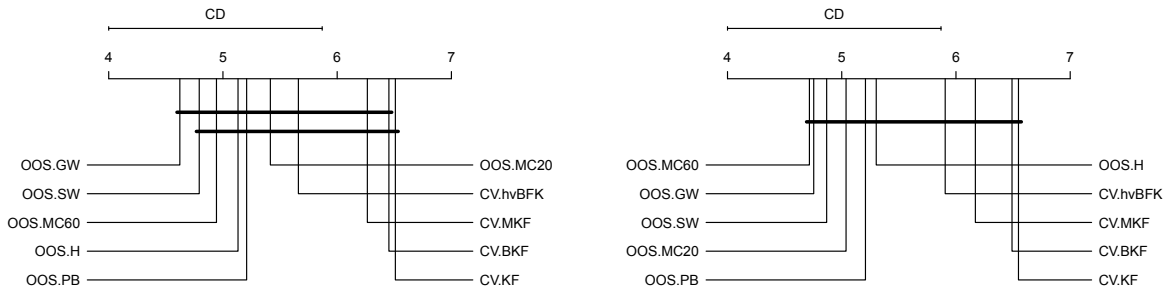 CD
4 5 6 7
OOS.GW OOS.MC20
OOS.SW CV.hvBFK
OOS.MC60 CV.MKF
OOS.H CV.BKF
OOS.PB CV.KF
CD
4 5 6 7
OOS.MC60 OOS.H
OOS.GW CV.hvBFK
OOS.SW CV.MKF
OOS.MC20 CV.BKF
OOS.PB CV.KF